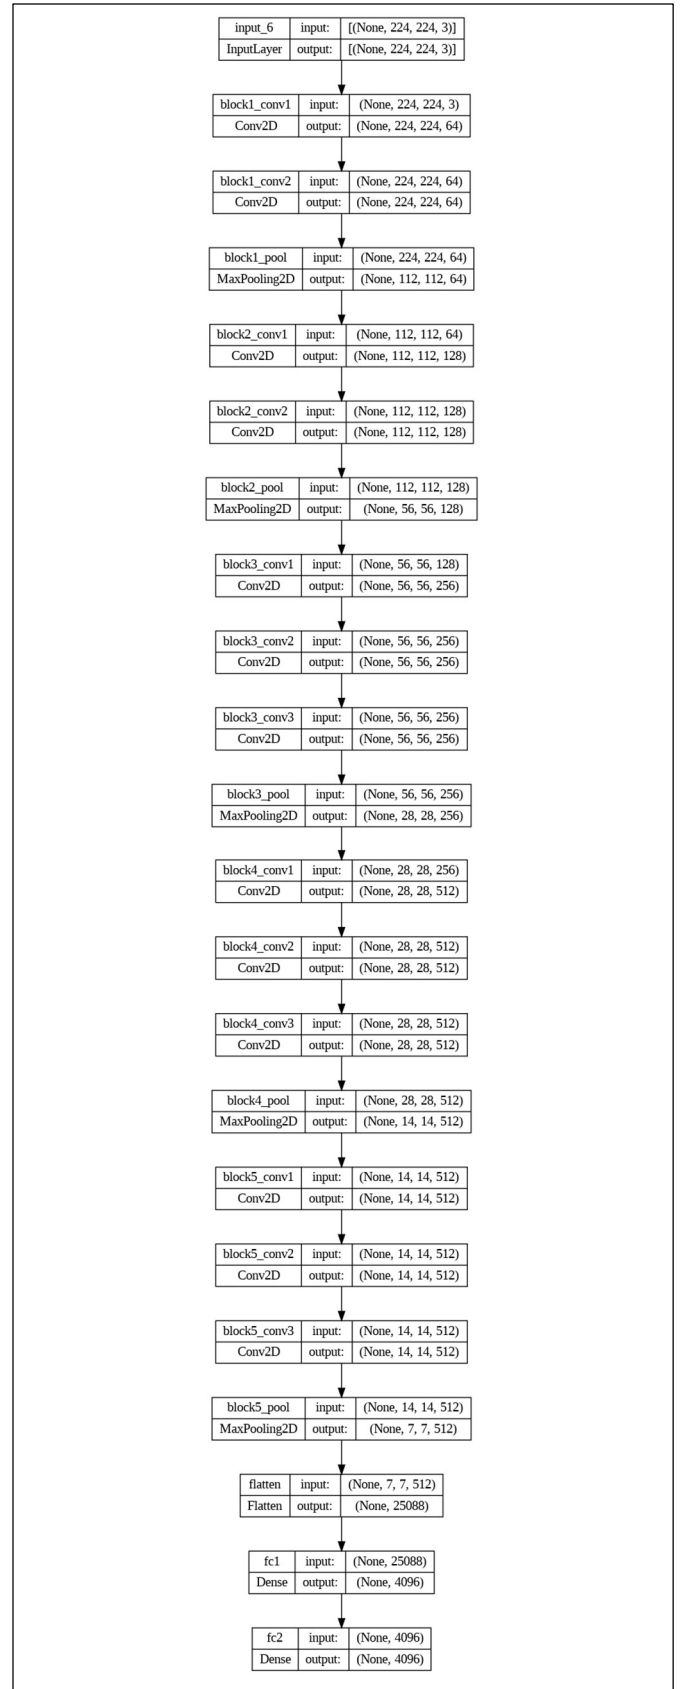 input_6 input: [(None, 224, 224, 3)]
InputLayer output: [(None, 224, 224, 3)]
block1_conv1 input: (None, 224, 224, 3)
Conv2D output: (None, 224, 224, 64)
block1_conv2 input: (None, 224, 224, 64)
Conv2D output: (None, 224, 224, 64)
block1_pool input: (None, 224, 224, 64)
MaxPooling2D output: (None, 112, 112, 64)
block2_conv1 input: (None, 112, 112, 64)
Conv2D output: (None, 112, 112, 128)
block2_conv2 input: (None, 112, 112, 128)
Conv2D output: (None, 112, 112, 128)
block2_pool input: (None, 112, 112, 128)
MaxPooling2D output: (None, 56, 56, 128)
block3_conv1 input: (None, 56, 56, 128)
Conv2D output: (None, 56, 56, 256)
block3_conv2 input: (None, 56, 56, 256)
Conv2D output: (None, 56, 56, 256)
block3_conv3 input: (None, 56, 56, 256)
Conv2D output: (None, 56, 56, 256)
block3_pool input: (None, 56, 56, 256)
MaxPooling2D output: (None, 28, 28, 256)
block4_conv1 input: (None, 28, 28, 256)
Conv2D output: (None, 28, 28, 512)
block4_conv2 input: (None, 28, 28, 512)
Conv2D output: (None, 28, 28, 512)
block4_conv3 input: (None, 28, 28, 512)
Conv2D output: (None, 28, 28, 512)
block4_pool input: (None, 28, 28, 512)
MaxPooling2D output: (None, 14, 14, 512)
block5_conv1 input: (None, 14, 14, 512)
Conv2D output: (None, 14, 14, 512)
block5_conv2 input: (None, 14, 14, 512)
Conv2D output: (None, 14, 14, 512)
block5_conv3 input: (None, 14, 14, 512)
Conv2D output: (None, 14, 14, 512)
block5_pool input: (None, 14, 14, 512)
MaxPooling2D output: (None, 7, 7, 512)
flatten input: (None, 7, 7, 512)
Flatten output: (None, 25088)
fc1 input: (None, 25088)
Dense output: (None, 4096)
fc2 input: (None, 4096)
Dense output: (None, 4096)